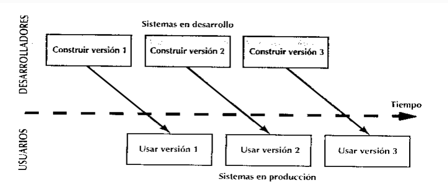 DESARROLLADORES
Sistemas en desarrollo
Construir versión 1
Construir versión 2
Construir versión 3
Tiempo
USUARIOS
Usar versión 1
Usar versión 2
Usar versión 3
Sistemas en producción